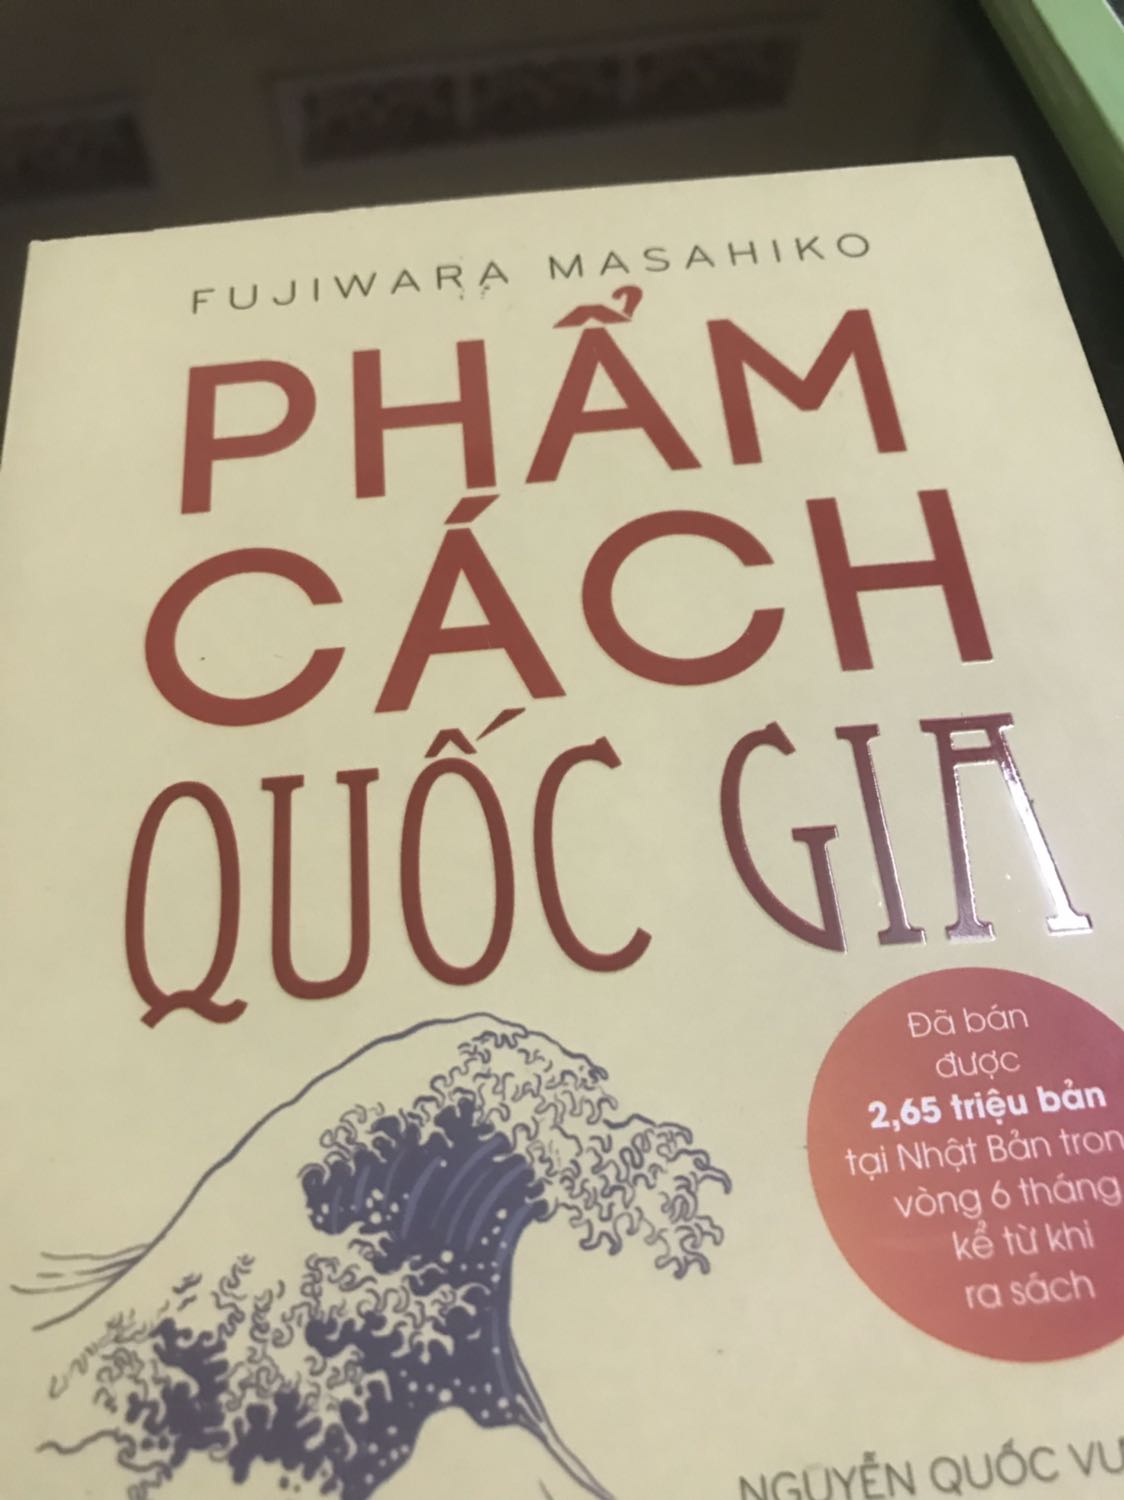 FUJIWARA MASAHIKO
PHẨM
CÁCH
QUỐC GIA
Đã bán
được
2,65 triệu bản
tại Nhật Bản tron
vòng 6 tháng
kể từ khi
ra sách
NGUYỄN QUỐC